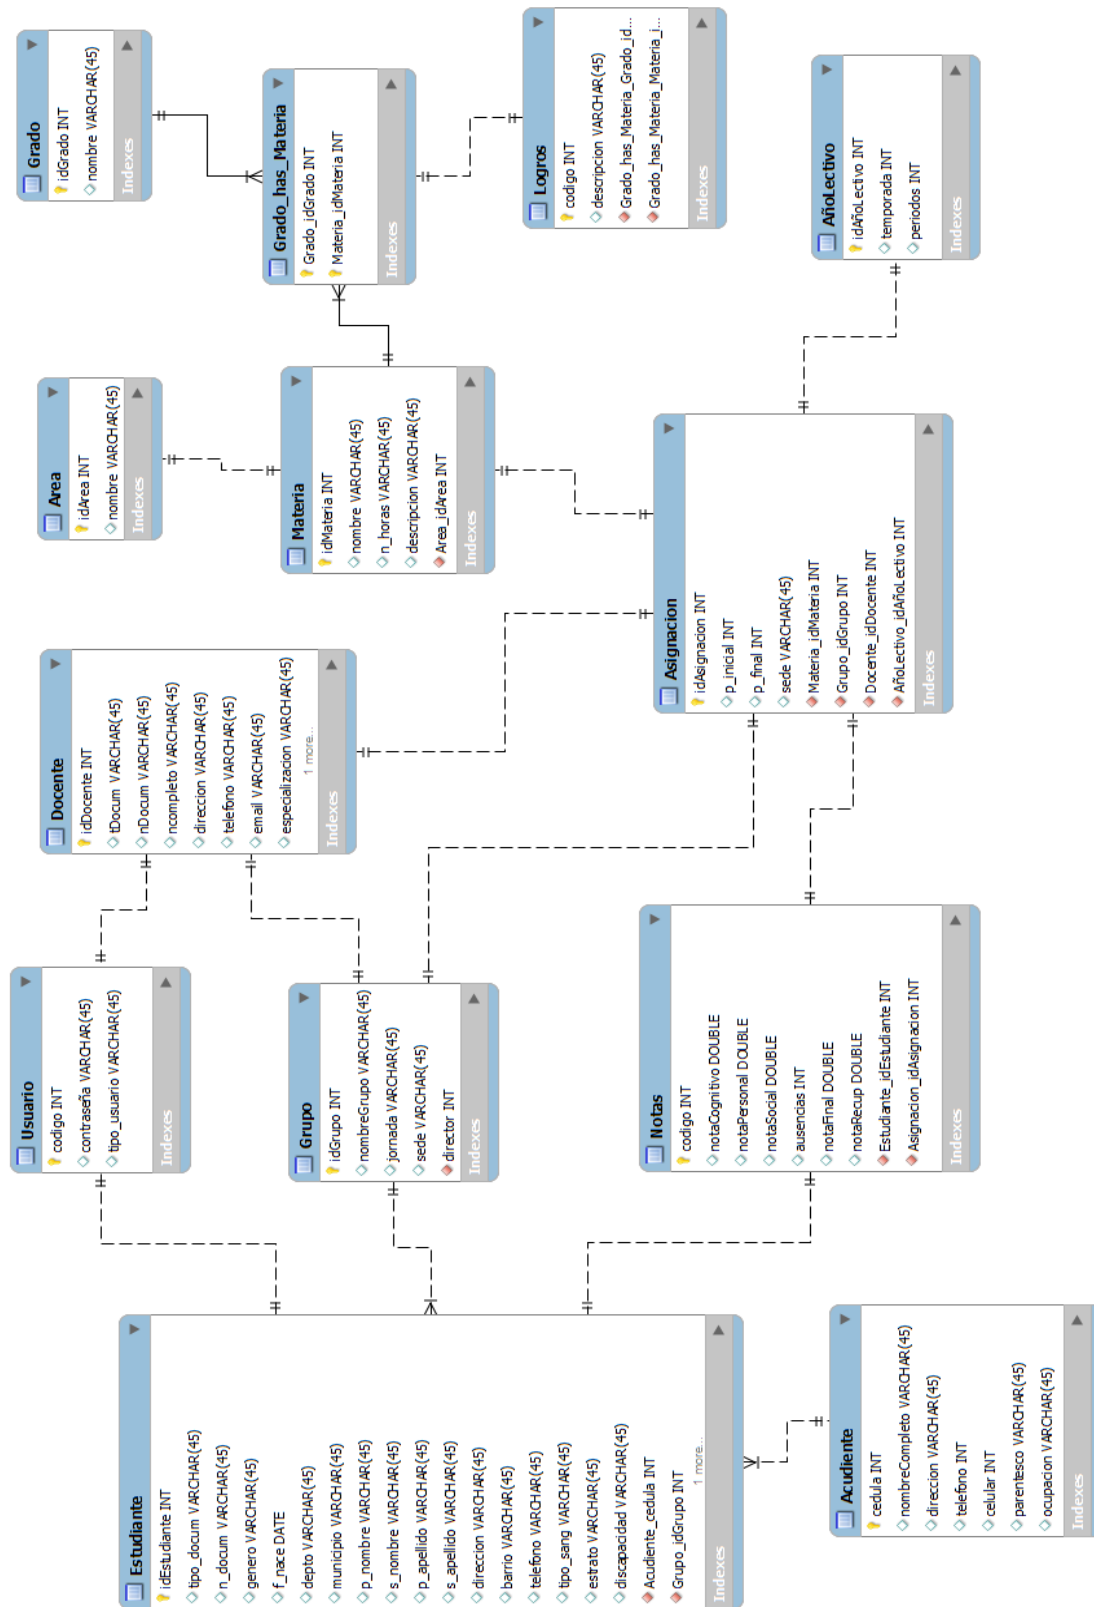 Grado
idGrado INT
nombre VARCHAR(45)
Indexes
Grado_has_Materia
Grado_idGrado INT
Materia_idMateria INT
Indexes
Logros
codigo INT
descripcion VARCHAR(45)
Grado_has_Materia_Grado_id...
Grado_has_Materia_Materia_i...
Indexes
Area
idArea INT
nombre VARCHAR(45)
Indexes
Materia
idMateria INT
nombre VARCHAR(45)
n_horas VARCHAR(45)
descripcion VARCHAR(45)
Area_idArea INT
Indexes
AñoLectivo
idAñoLectivo INT
temporada INT
periodos INT
Indexes
Docente
idDocente INT
tDocum VARCHAR(45)
nDocum VARCHAR(45)
ncompleto VARCHAR(45)
direccion VARCHAR(45)
telefono VARCHAR(45)
email VARCHAR(45)
especializacion VARCHAR(45)
1 more...
Indexes
Asignacion
idAsignacion INT
p_inicial INT
p_final INT
sede VARCHAR(45)
Materia_idMateria INT
Grupo_idGrupo INT
Docente_idDocente INT
AñoLectivo_idAñoLectivo INT
Indexes
Usuario
codigo INT
contraseña VARCHAR(45)
tipo_usuario VARCHAR(45)
Indexes
Grupo
idGrupo INT
nombreGrupo VARCHAR(45)
jornada VARCHAR(45)
sede VARCHAR(45)
director INT
Indexes
Notas
codigo INT
notaCognitivo DOUBLE
notaPersonal DOUBLE
notaSocial DOUBLE
ausencias INT
notaFinal DOUBLE
notaRecup DOUBLE
Estudiante_idEstudiante INT
Asignacion_idAsignacion INT
Indexes
Estudiante
idEstudiante INT
tipo_docum VARCHAR(45)
n_docum VARCHAR(45)
genero VARCHAR(45)
f_nace DATE
depto VARCHAR(45)
municipio VARCHAR(45)
p_nombre VARCHAR(45)
s_nombre VARCHAR(45)
p_apellido VARCHAR(45)
s_apellido VARCHAR(45)
direccion VARCHAR(45)
barrio VARCHAR(45)
telefono VARCHAR(45)
tipo_sang VARCHAR(45)
estrato VARCHAR(45)
discapacidad VARCHAR(45)
Acudiente_cedula INT
Grupo_idGrupo INT
1 more...
Indexes
Acudiente
cedula INT
nombreCompleto VARCHAR(45)
direccion VARCHAR(45)
telefono INT
celular INT
parentesco VARCHAR(45)
ocupacion VARCHAR(45)
Indexes